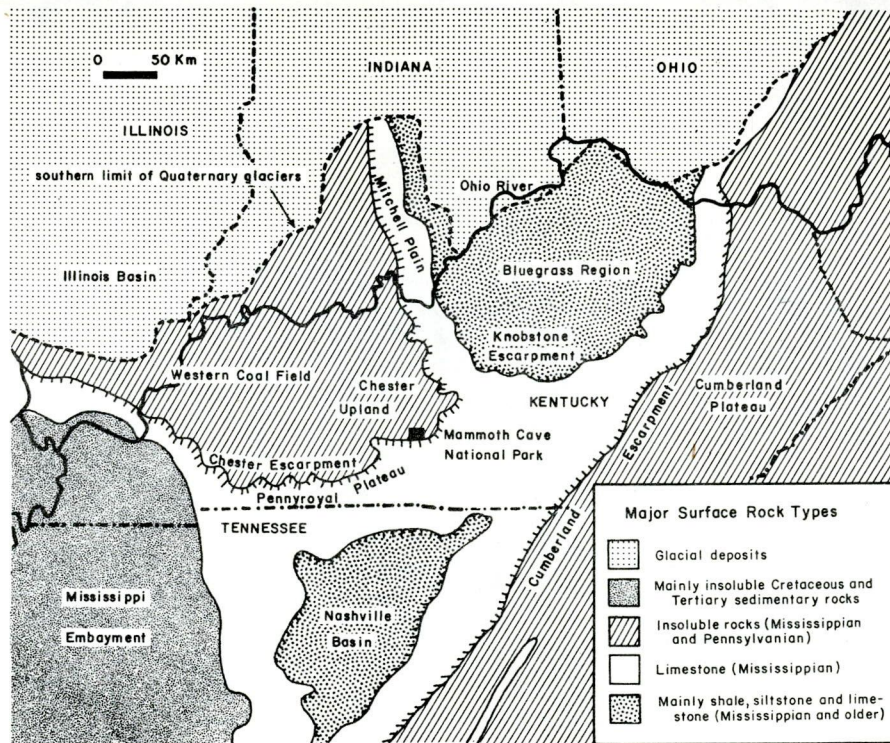 0 50 Km
INDIANA
OHIO
ILLINOIS
southern limit of Quaternary glaciers
Mitchell Plain
Ohio River
Illinois Basin
Bluegrass Region
Knobstone
Escarpment
Western Coal Field
Chester
Upland
KENTUCKY
Cumberland
Plateau
Mammoth Cave
National Park
Chester Escarpment
Pennyroyal Plateau
Cumberland Escarpment
TENNESSEE
Mississippi
Embayment
Nashville
Basin
Major Surface Rock Types
Glacial deposits
Mainly insoluble Cretaceous and
Tertiary sedimentary rocks
Insoluble rocks (Mississippian
and Pennsylvanian)
Limestone (Mississippian)
Mainly shale, siltstone and lime-
stone (Mississippian and older)